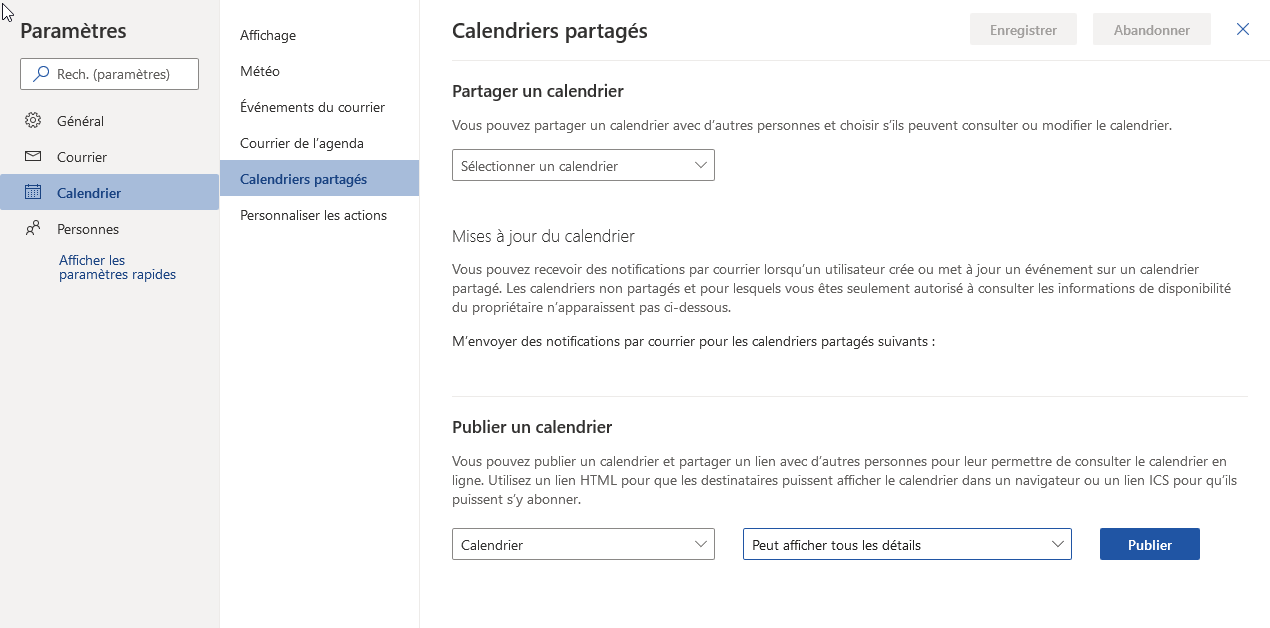 Paramètres
Rech. (paramètres)
Général
Courrier
Calendrier
Personnes
Afficher les
paramètres rapides
Affichage
Météo
Événements du courrier
Courrier de l’agenda
Calendriers partagés
Personnaliser les actions
Calendriers partagés
Enregistrer
Abandonner
Partager un calendrier
Vous pouvez partager un calendrier avec d’autres personnes et choisir s’ils peuvent consulter ou modifier le calendrier.
Sélectionner un calendrier
Mises à jour du calendrier
Vous pouvez recevoir des notifications par courrier lorsqu’un utilisateur crée ou met à jour un événement sur un calendrier
partagé. Les calendriers non partagés et pour lesquels vous êtes seulement autorisé à consulter les informations de disponibilité
du propriétaire n’apparaissent pas ci-dessous.
M’envoyer des notifications par courrier pour les calendriers partagés suivants :
Publier un calendrier
Vous pouvez publier un calendrier et partager un lien avec d’autres personnes pour leur permettre de consulter le calendrier en
ligne. Utilisez un lien HTML pour que les destinataires puissent afficher le calendrier dans un navigateur ou un lien ICS pour qu’ils
puissent s’y abonner.
Calendrier
Peut afficher tous les détails
Publier